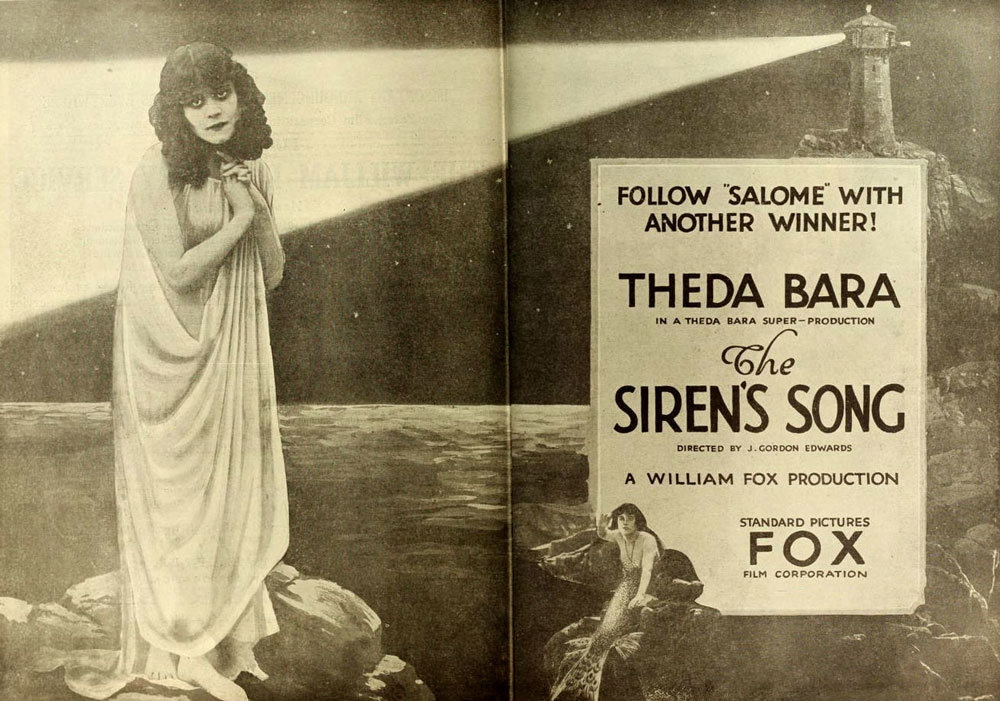 FOLLOW "SALOME" WITH
ANOTHER WINNER!
THEDA BARA
IN A THEDA BARA SUPER-PRODUCTION
The
SIREN'S SONG
DIRECTED BY J. GORDON EDWARDS
A WILLIAM FOX PRODUCTION
STANDARD PICTURES
FOX
FILM CORPORATION